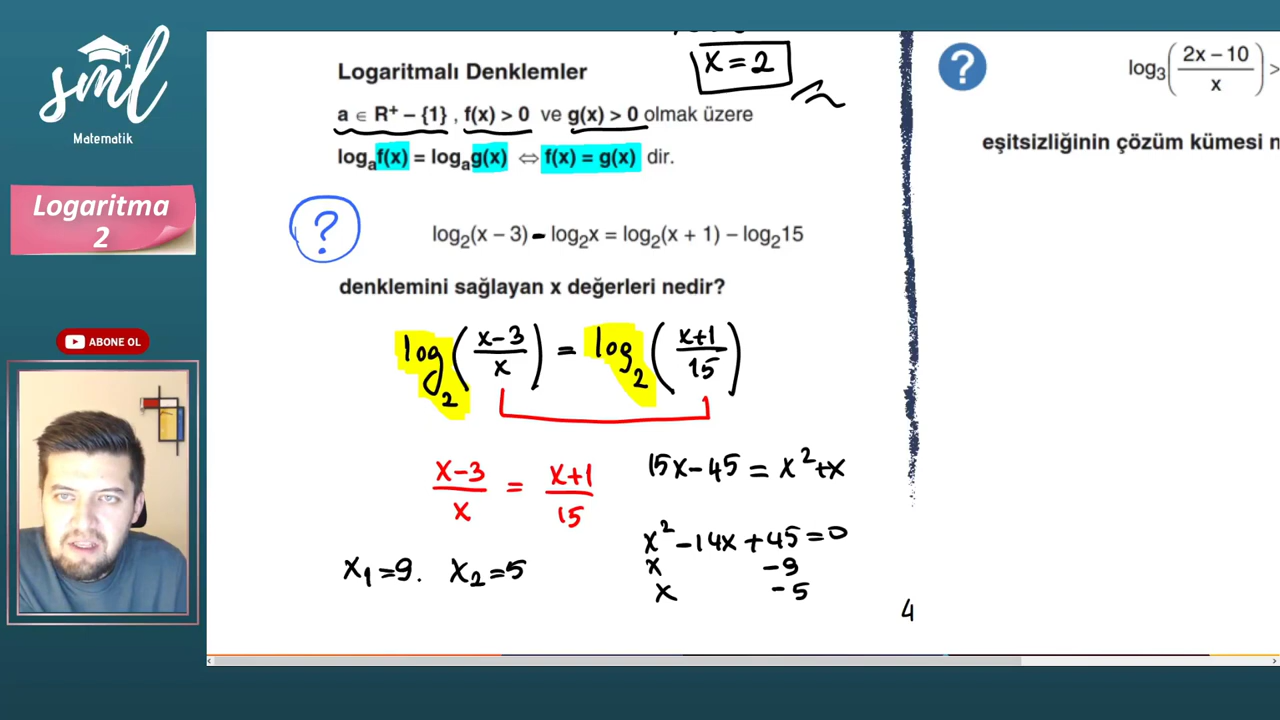 sml
Matematik
Logaritma
2
ABONE OL
x = 2
Logaritmalı Denklemler
a ∈ R⁺ – {1} , f(x) > 0 ve g(x) > 0 olmak üzere
logₐf(x) = logₐg(x) ⇔ f(x) = g(x) dir.
?
log₂(x – 3) - log₂x = log₂(x + 1) – log₂15
denklemini sağlayan x değerleri nedir?
log₂((x-3)/x) = log₂((x+1)/15)
(x-3)/x = (x+1)/15
15x-45 = x²+x
x²-14x+45=0
x -9
x -5
x₁=9. x₂=5
4
?
log₃((2x – 10)/x) >
eşitsizliğinin çözüm kümesi n